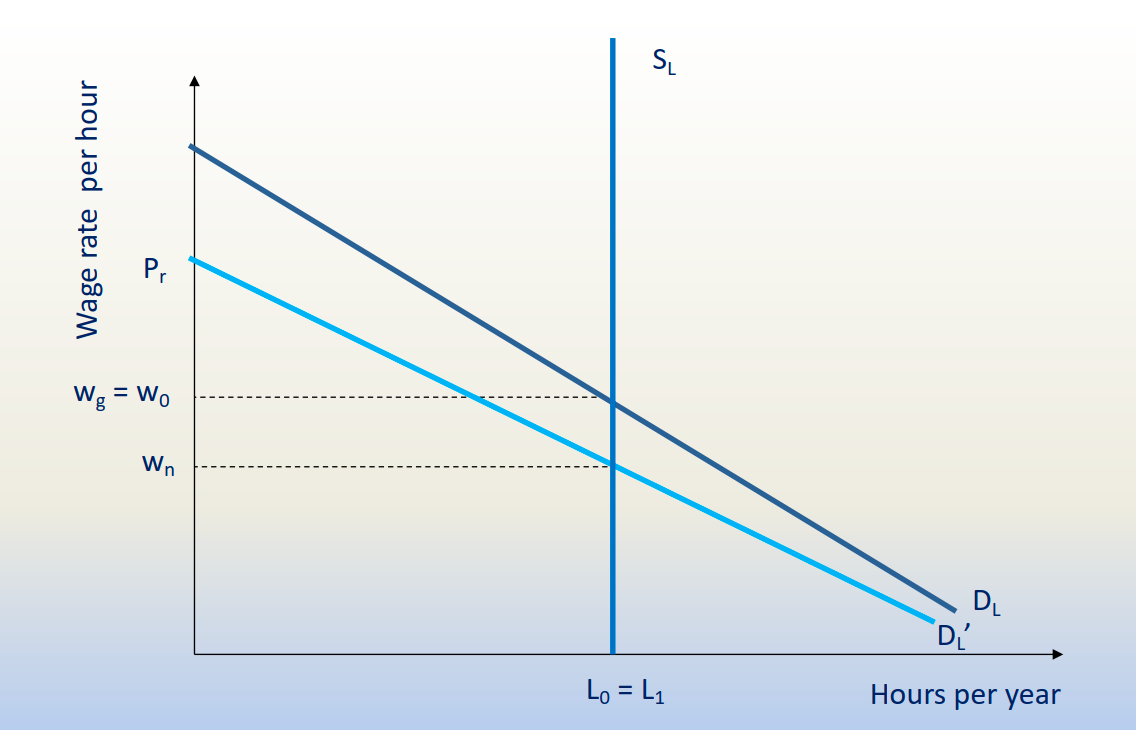 S_L
Wage rate per hour
P_r
w_g = w_0
w_n
D_L
D_L’
L_0 = L_1
Hours per year